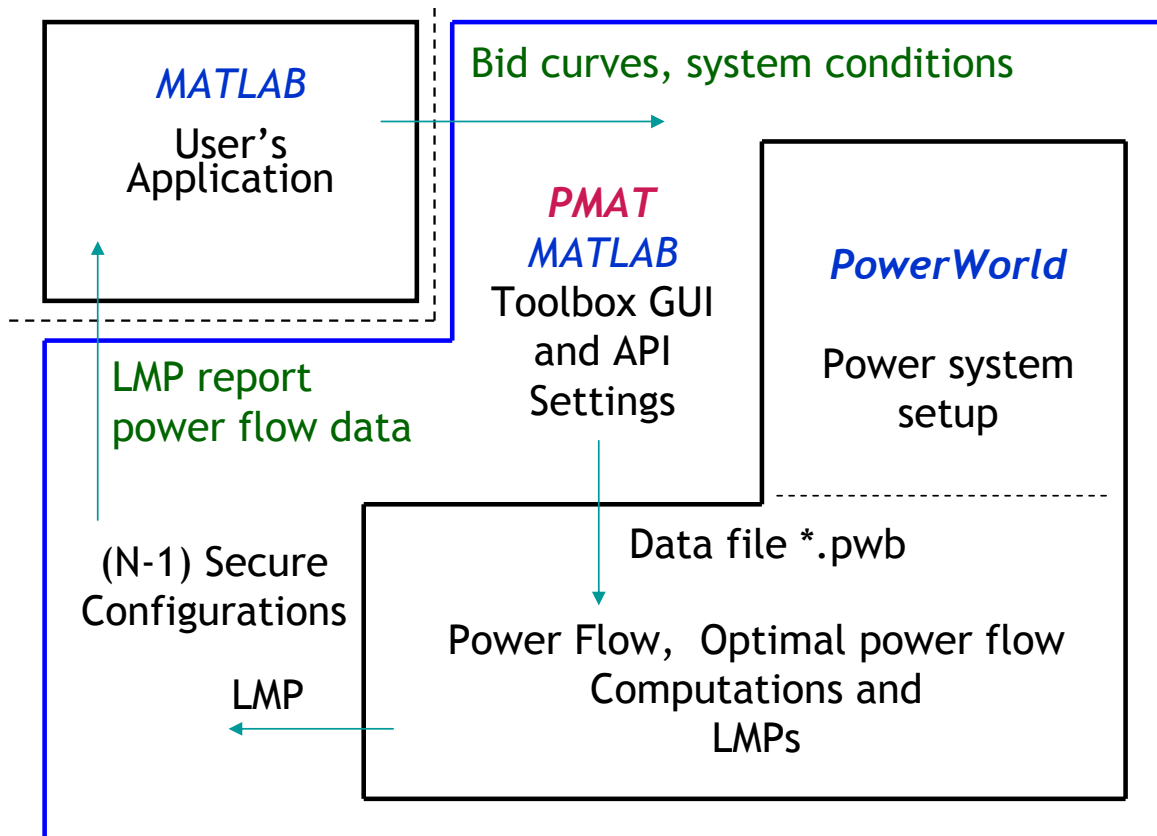 MATLAB
User’s
Application
Bid curves, system conditions
PMAT
MATLAB
Toolbox GUI
and API
Settings
PowerWorld
Power system
setup
LMP report
power flow data
(N-1) Secure
Configurations
LMP
Data file *.pwb
Power Flow, Optimal power flow
Computations and
LMPs